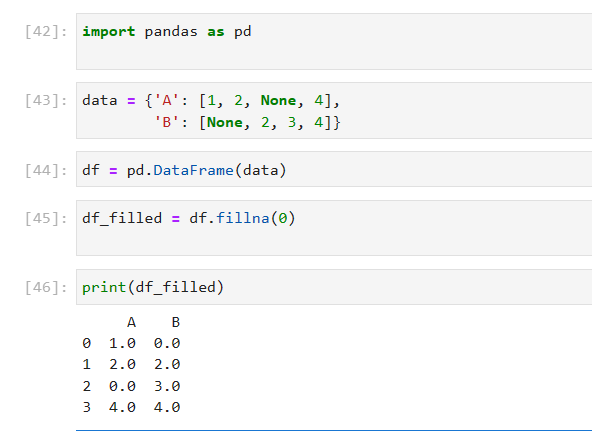 [42]: import pandas as pd
[43]: data = {'A': [1, 2, None, 4],
'B': [None, 2, 3, 4]}
[44]: df = pd.DataFrame(data)
[45]: df_filled = df.fillna(0)
[46]: print(df_filled)
A B
0 1.0 0.0
1 2.0 2.0
2 0.0 3.0
3 4.0 4.0